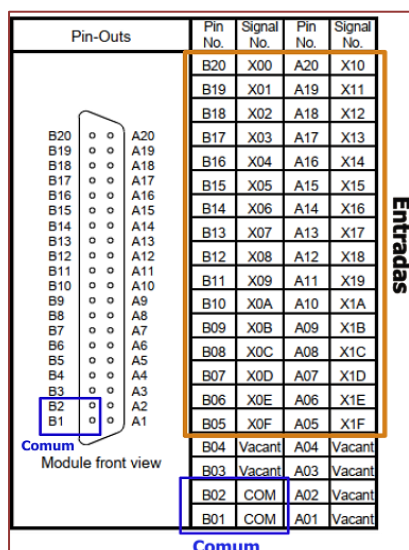 Pin-Outs Pin No. Signal No. Pin No. Signal No.
B20 X00 A20 X10
B19 X01 A19 X11
B18 X02 A18 X12
B17 X03 A17 X13
B16 X04 A16 X14
B15 X05 A15 X15
B14 X06 A14 X16
B13 X07 A13 X17
B12 X08 A12 X18
B11 X09 A11 X19
B10 X0A A10 X1A
B09 X0B A09 X1B
B08 X0C A08 X1C
B07 X0D A07 X1D
B06 X0E A06 X1E
B05 X0F A05 X1F
B04 Vacant A04 Vacant
B03 Vacant A03 Vacant
B02 COM A02 Vacant
B01 COM A01 Vacant
B20 A20
B19 A19
B18 A18
B17 A17
B16 A16
B15 A15
B14 A14
B13 A13
B12 A12
B11 A11
B10 A10
B9 A9
B8 A8
B7 A7
B6 A6
B5 A5
B4 A4
B3 A3
B2 A2
B1 A1
Comum
Module front view
Entradas
Comum